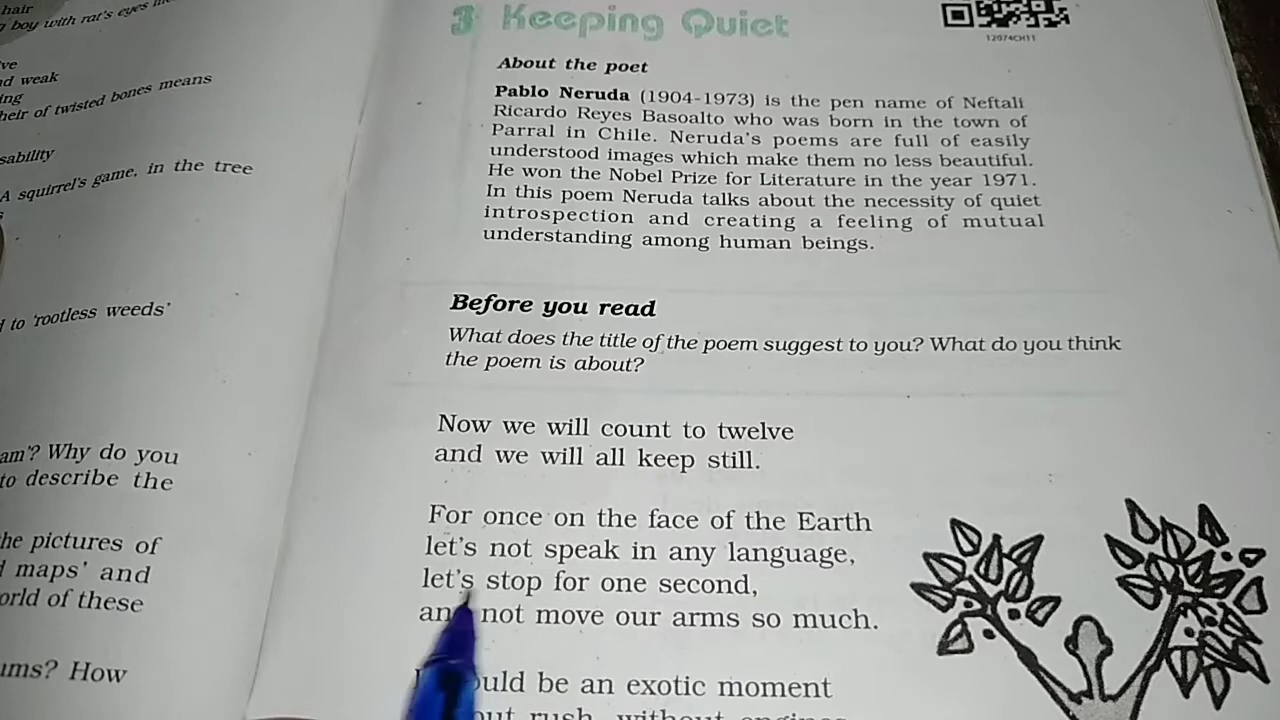 hair
boy with rat's eyes
ve
nd weak
ing
heir of twisted bones means
sability
A squirrel's game, in the tree
s
d to 'rootless weeds'
am'? Why do you
to describe the
he pictures of
d maps' and
orld of these
ums? How
3 Keeping Quiet
12074CH11
About the poet
Pablo Neruda (1904-1973) is the pen name of Neftali
Ricardo Reyes Basoalto who was born in the town of
Parral in Chile. Neruda's poems are full of easily
understood images which make them no less beautiful.
He won the Nobel Prize for Literature in the year 1971.
In this poem Neruda talks about the necessity of quiet
introspection and creating a feeling of mutual
understanding among human beings.
Before you read
What does the title of the poem suggest to you? What do you think
the poem is about?
Now we will count to twelve
and we will all keep still.
For once on the face of the Earth
let's not speak in any language,
let's stop for one second,
and not move our arms so much.
would be an exotic moment
out rush, without engines